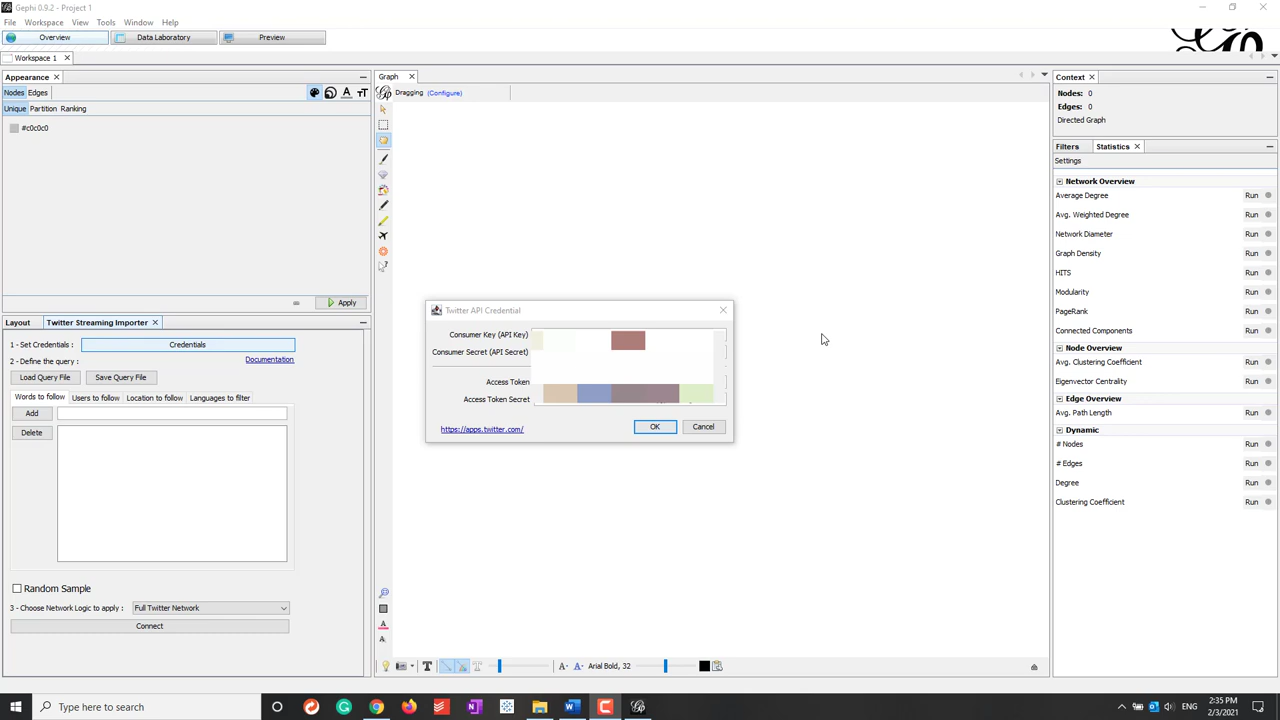 Gephi 0.9.2 - Project 1
File Workspace View Tools Window Help
Overview Data Laboratory Preview
Workspace 1
Appearance
Nodes Edges
Unique Partition Ranking
#c0c0c0
Apply
Layout Twitter Streaming Importer
1 - Set Credentials : Credentials
2 - Define the query : Documentation
Load Query File Save Query File
Words to follow Users to follow Location to follow Languages to filter
Add
Delete
Random Sample
3 - Choose Network Logic to apply : Full Twitter Network
Connect
Graph
Dragging (Configure)
Twitter API Credential
Consumer Key (API Key)
Consumer Secret (API Secret)
Access Token
Access Token Secret
https://apps.twitter.com/
OK Cancel
T A- A- Arial Bold, 32
Context
Nodes: 0
Edges: 0
Directed Graph
Filters Statistics
Settings
Network Overview
Average Degree Run
Avg. Weighted Degree Run
Network Diameter Run
Graph Density Run
HITS Run
Modularity Run
PageRank Run
Connected Components Run
Node Overview
Avg. Clustering Coefficient Run
Eigenvector Centrality Run
Edge Overview
Avg. Path Length Run
Dynamic
# Nodes Run
# Edges Run
Degree Run
Clustering Coefficient Run
Type here to search
ENG
2:35 PM
2/3/2021